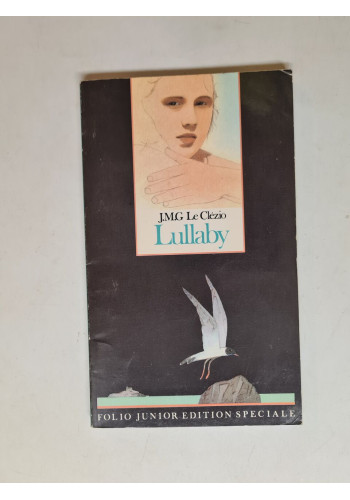 J.M.G Le Clézio
Lullaby
FOLIO JUNIOR EDITION SPECIALE